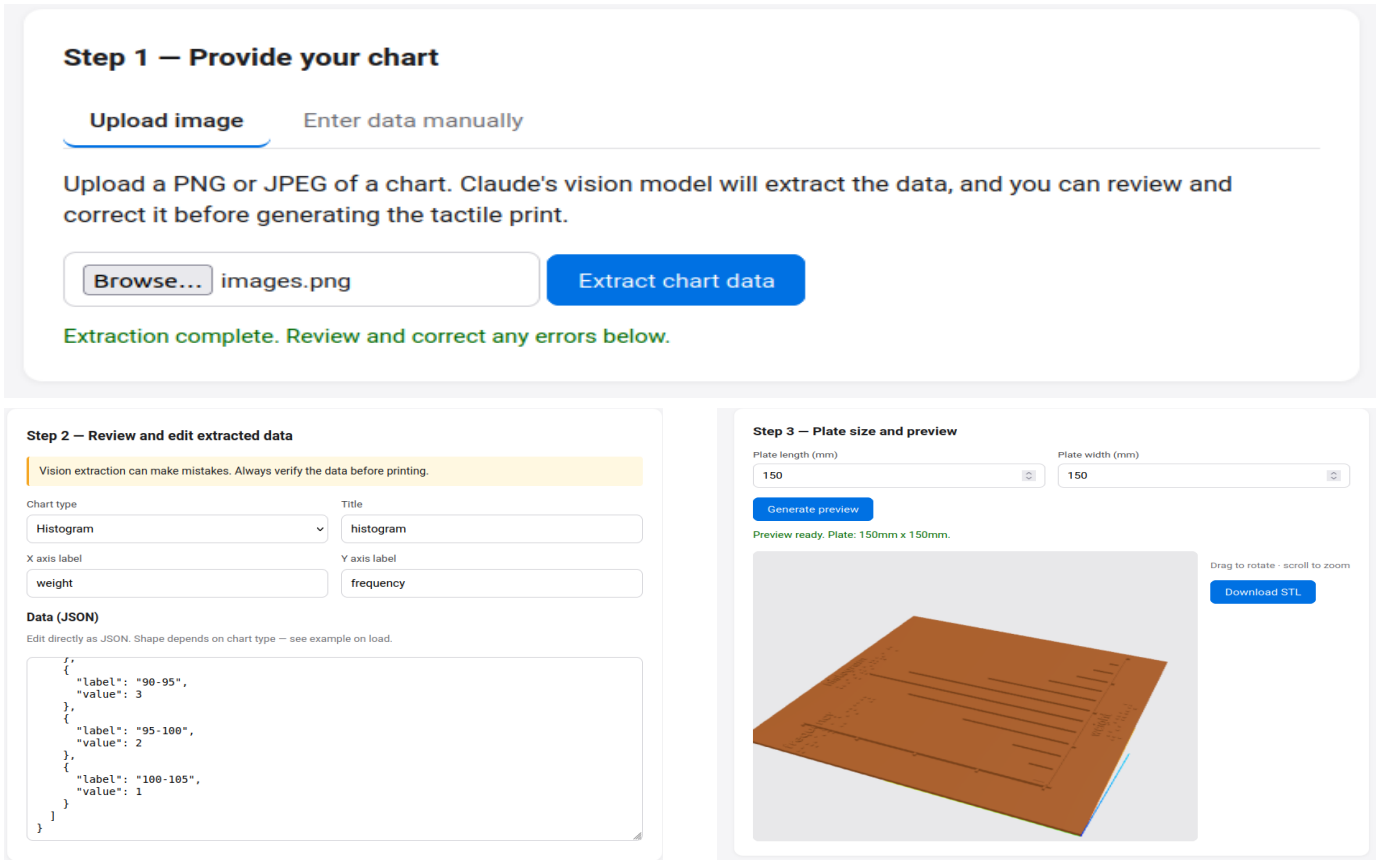 Step 1 — Provide your chart
Upload image
Enter data manually
Upload a PNG or JPEG of a chart. Claude's vision model will extract the data, and you can review and
correct it before generating the tactile print.
Browse... images.png
Extract chart data
Extraction complete. Review and correct any errors below.
Step 2 — Review and edit extracted data
Vision extraction can make mistakes. Always verify the data before printing.
Chart type
Title
Histogram
histogram
X axis label
Y axis label
weight
frequency
Data (JSON)
Edit directly as JSON. Shape depends on chart type — see example on load.
},
{
"label": "90-95",
"value": 3
},
{
"label": "95-100",
"value": 2
},
{
"label": "100-105",
"value": 1
}
]
}
Step 3 — Plate size and preview
Plate length (mm)
Plate width (mm)
150
150
Generate preview
Preview ready. Plate: 150mm x 150mm.
Drag to rotate · scroll to zoom
Download STL
weight